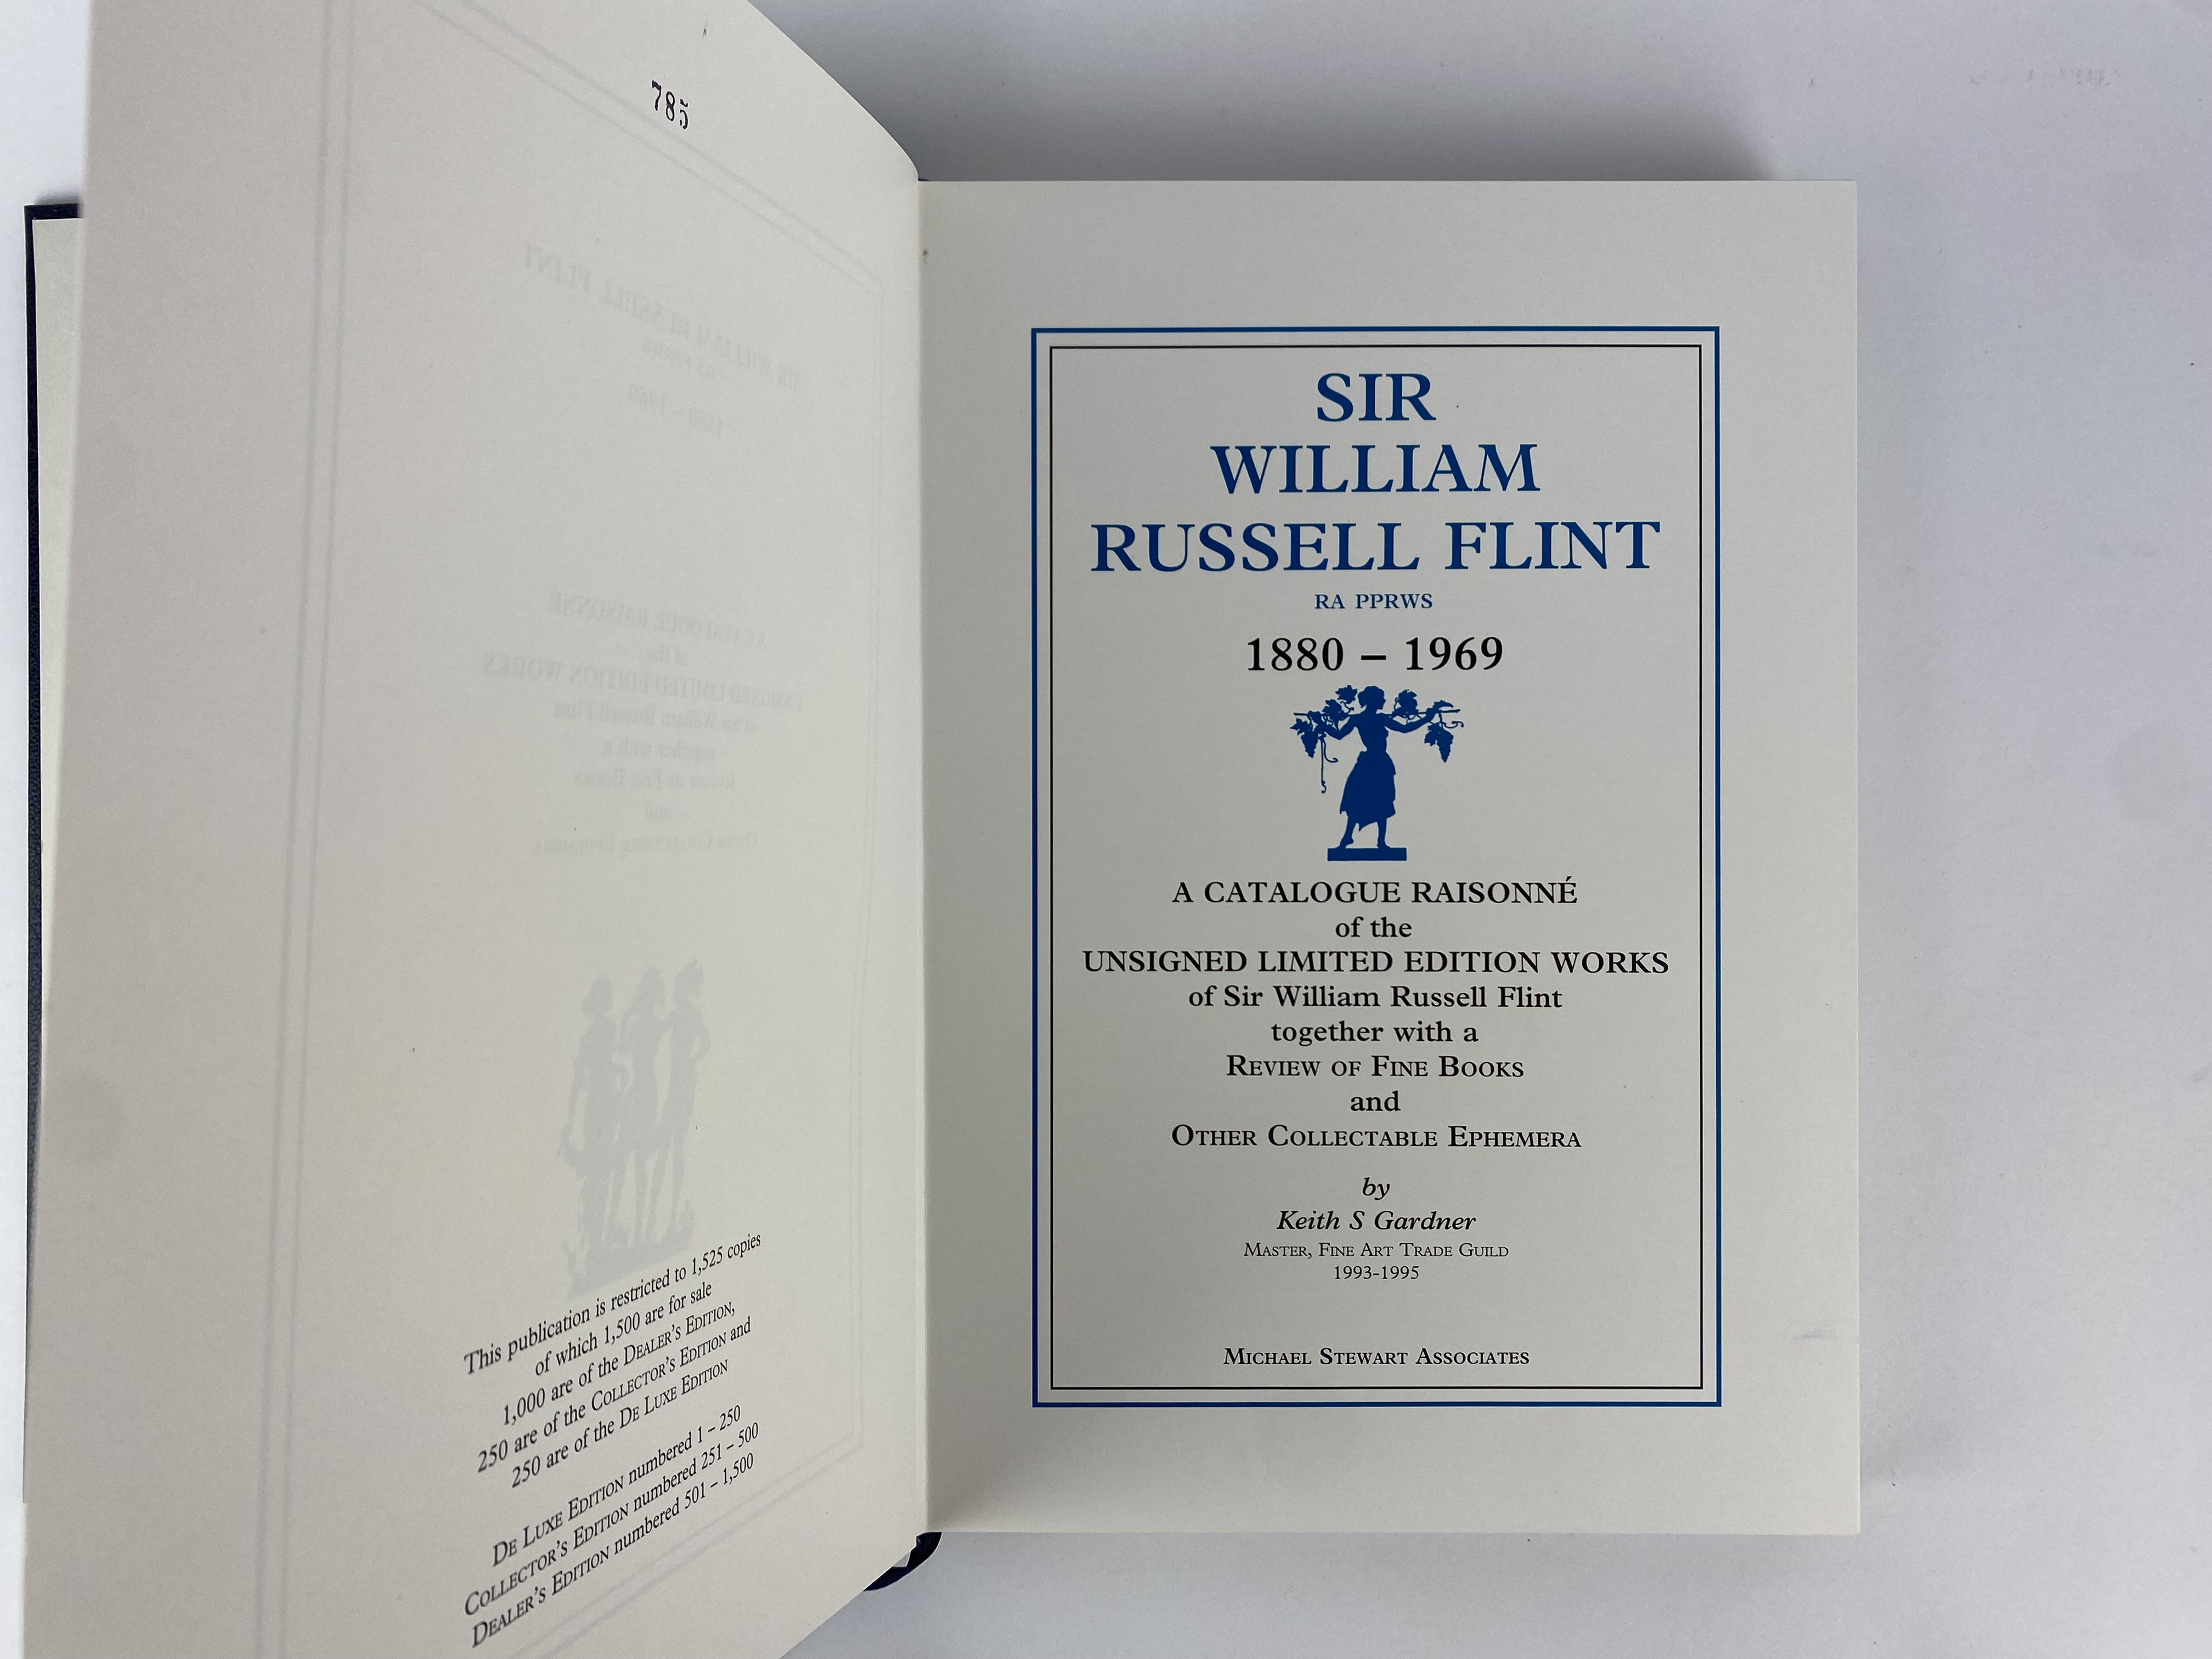 785
This publication is restricted to 1,525 copies
of which 1,500 are for sale
1,000 are of the DEALER'S EDITION,
250 are of the COLLECTOR'S EDITION and
250 are of the DE LUXE EDITION
DE LUXE EDITION numbered 1 – 250
COLLECTOR'S EDITION numbered 251 – 500
DEALER'S EDITION numbered 501 – 1,500
SIR
WILLIAM
RUSSELL FLINT
RA PPRWS
1880 – 1969
A CATALOGUE RAISONNÉ
of the
UNSIGNED LIMITED EDITION WORKS
of Sir William Russell Flint
together with a
REVIEW OF FINE BOOKS
and
OTHER COLLECTABLE EPHEMERA
by
Keith S Gardner
MASTER, FINE ART TRADE GUILD
1993-1995
MICHAEL STEWART ASSOCIATES